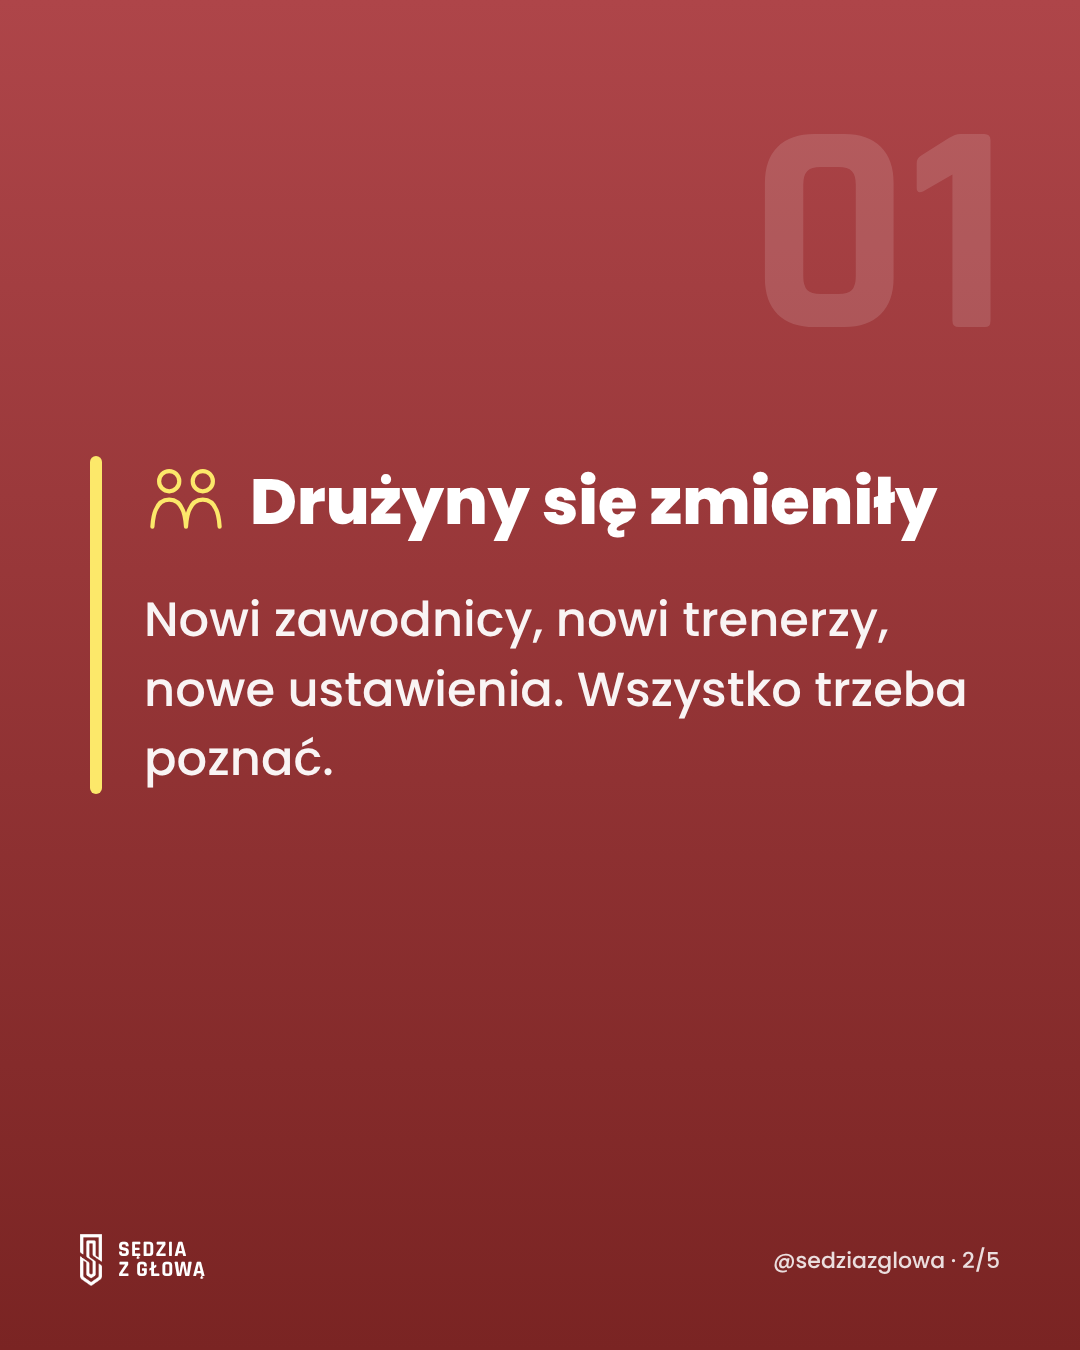 01
Drużyny się zmieniły
Nowi zawodnicy, nowi trenerzy,
nowe ustawienia. Wszystko trzeba
poznać.
SĘDZIA
Z GŁOWĄ
@sedziazglowa · 2/5